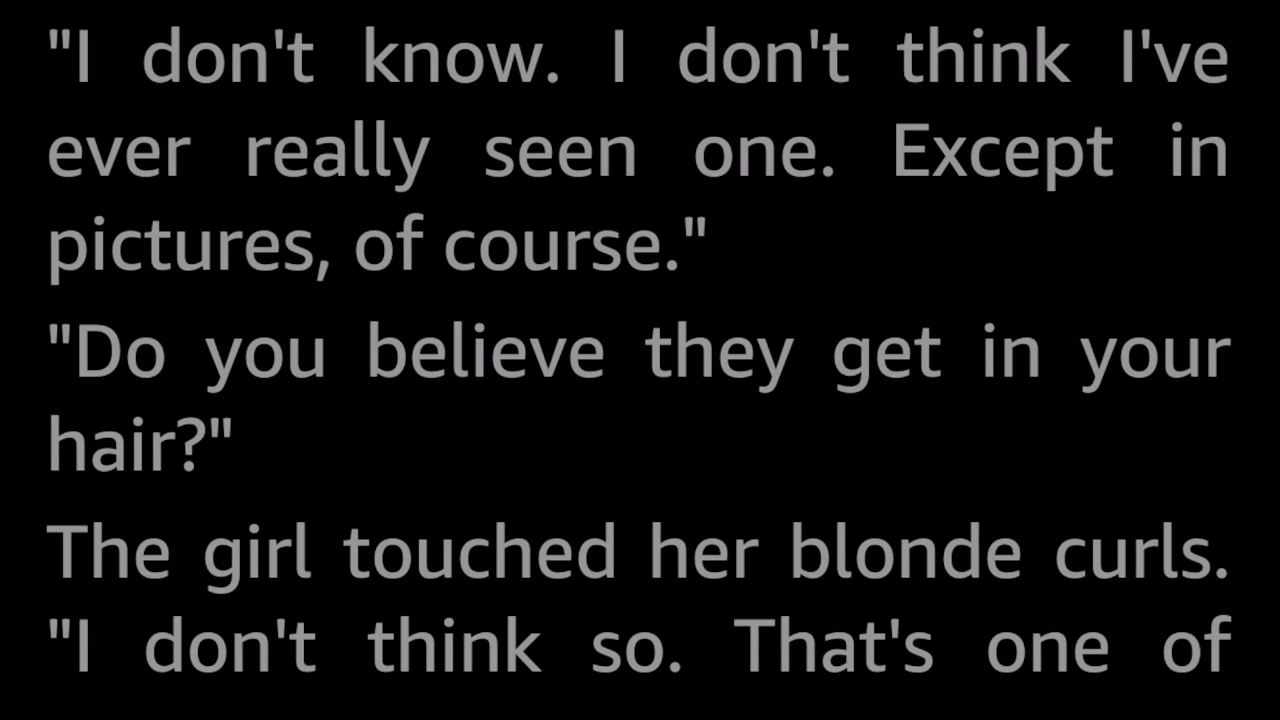 "I don't know. I don't think I've
ever really seen one. Except in
pictures, of course."
"Do you believe they get in your
hair?"
The girl touched her blonde curls.
"I don't think so. That's one of